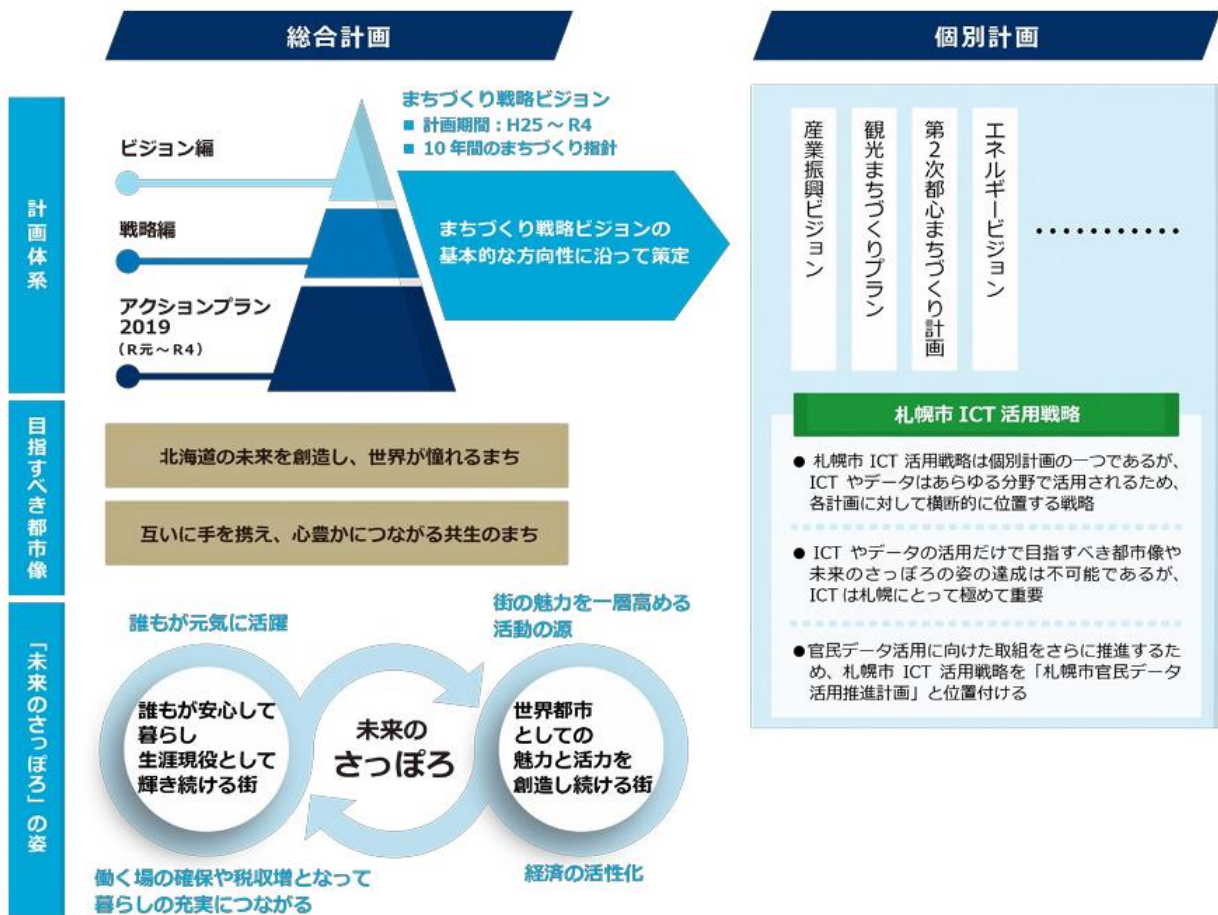 総合計画
個別計画
計画体系
まちづくり戦略ビジョン
■ 計画期間:H25～R4
■ 10年間のまちづくり指針
ビジョン編
戦略編
アクションプラン
2019
(R元～R4)
まちづくり戦略ビジョンの
基本的な方向性に沿って策定
産業振興ビジョン
観光まちづくりプラン
第2次都心まちづくり計画
エネルギービジョン
・・・・・・・・・・・
目指すべき都市像
北海道の未来を創造し、世界が憧れるまち
互いに手を携え、心豊かにつながる共生のまち
「未来のさっぽろ」の姿
誰もが元気に活躍
街の魅力を一層高める
活動の源
誰もが安心して
暮らし
生涯現役として
輝き続ける街
未来の
さっぽろ
世界都市
としての
魅力と活力を
創造し続ける街
働く場の確保や税収増となって
暮らしの充実につながる
経済の活性化
札幌市 ICT 活用戦略
● 札幌市 ICT 活用戦略は個別計画の一つであるが、
ICT やデータはあらゆる分野で活用されるため、
各計画に対して横断的に位置する戦略
● ICT やデータの活用だけで目指すべき都市像や
未来のさっぽろの姿の達成は不可能であるが、
ICT は札幌にとって極めて重要
● 官民データ活用に向けた取組をさらに推進するた
め、札幌市 ICT 活用戦略を「札幌市官民データ
活用推進計画」と位置付ける